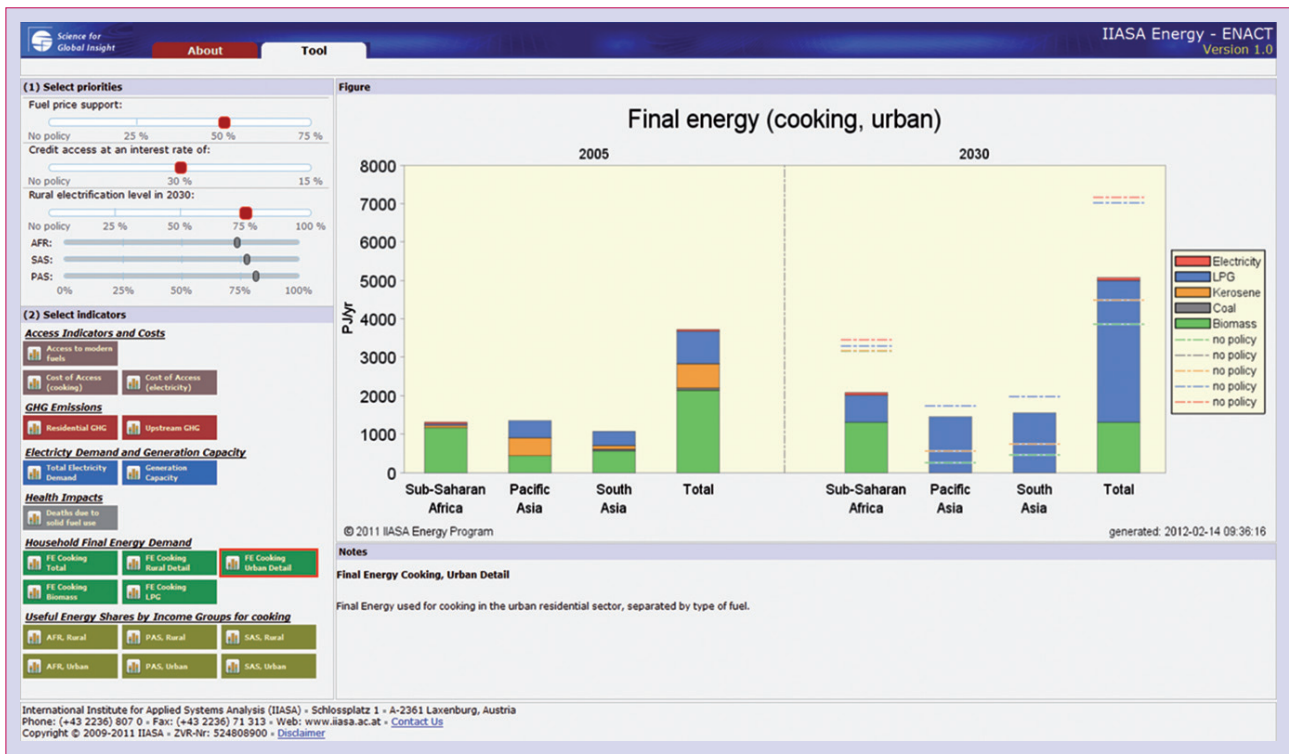 Science for
Global Insight
About
Tool
IIASA Energy - ENACT
Version 1.0
(1) Select priorities
Fuel price support:
No policy 25 % 50 % 75 %
Credit access at an interest rate of:
No policy 30 % 15 %
Rural electrification level in 2030:
No policy 25 % 50 % 75 % 100 %
AFR:
SAS:
PAS:
0% 25% 50% 75% 100%
(2) Select indicators
Access Indicators and Costs
Access to modern
fuels
Cost of Access
(cooking)
Cost of Access
(electricity)
GHG Emissions
Residential GHG
Upstream GHG
Electricty Demand and Generation Capacity
Total Electricity
Demand
Generation
Capacity
Health Impacts
Deaths due to
solid fuel use
Household Final Energy Demand
FE Cooking
Total
FE Cooking
Rural Detail
FE Cooking
Urban Detail
FE Cooking
Biomass
FE Cooking
LPG
Useful Energy Shares by Income Groups for cooking
AFR, Rural
PAS, Rural
SAS, Rural
AFR, Urban
PAS, Urban
SAS, Urban
Figure
Final energy (cooking, urban)
2005
2030
PJ/yr
8000
7000
6000
5000
4000
3000
2000
1000
0
Sub-Saharan
Africa
Pacific
Asia
South
Asia
Total
Sub-Saharan
Africa
Pacific
Asia
South
Asia
Total
Electricity
LPG
Kerosene
Coal
Biomass
no policy
no policy
no policy
no policy
no policy
© 2011 IIASA Energy Program
generated: 2012-02-14 09:36:16
Notes
Final Energy Cooking, Urban Detail
Final Energy used for cooking in the urban residential sector, separated by type of fuel.
International Institute for Applied Systems Analysis (IIASA) • Schlossplatz 1 • A-2361 Laxenburg, Austria
Phone: (+43 2236) 807 0 • Fax: (+43 2236) 71 313 • Web: www.iiasa.ac.at • Contact Us
Copyright © 2009-2011 IIASA • ZVR-Nr: 524808900 • Disclaimer